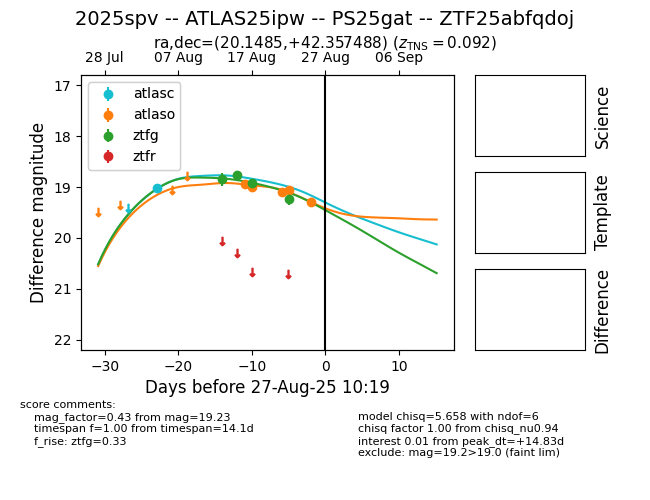 2025spv -- ATLAS25ipw -- PS25gat -- ZTF25abfqdoj
ra,dec=(20.1485,+42.357488) (z_TNS = 0.092)
28 Jul 07 Aug 17 Aug 27 Aug 06 Sep
atlasc
atlaso
ztfg
ztfr
17
18
19
20
21
22
Difference magnitude
−30 −20 −10 0 10
Days before 27-Aug-25 10:19
Science
Template
Difference
score comments:
mag_factor=0.43 from mag=19.23
timespan f=1.00 from timespan=14.1d
f_rise: ztfg=0.33
model chisq=5.658 with ndof=6
chisq factor 1.00 from chisq_nu0.94
interest 0.01 from peak_dt=+14.83d
exclude: mag=19.2>19.0 (faint lim)